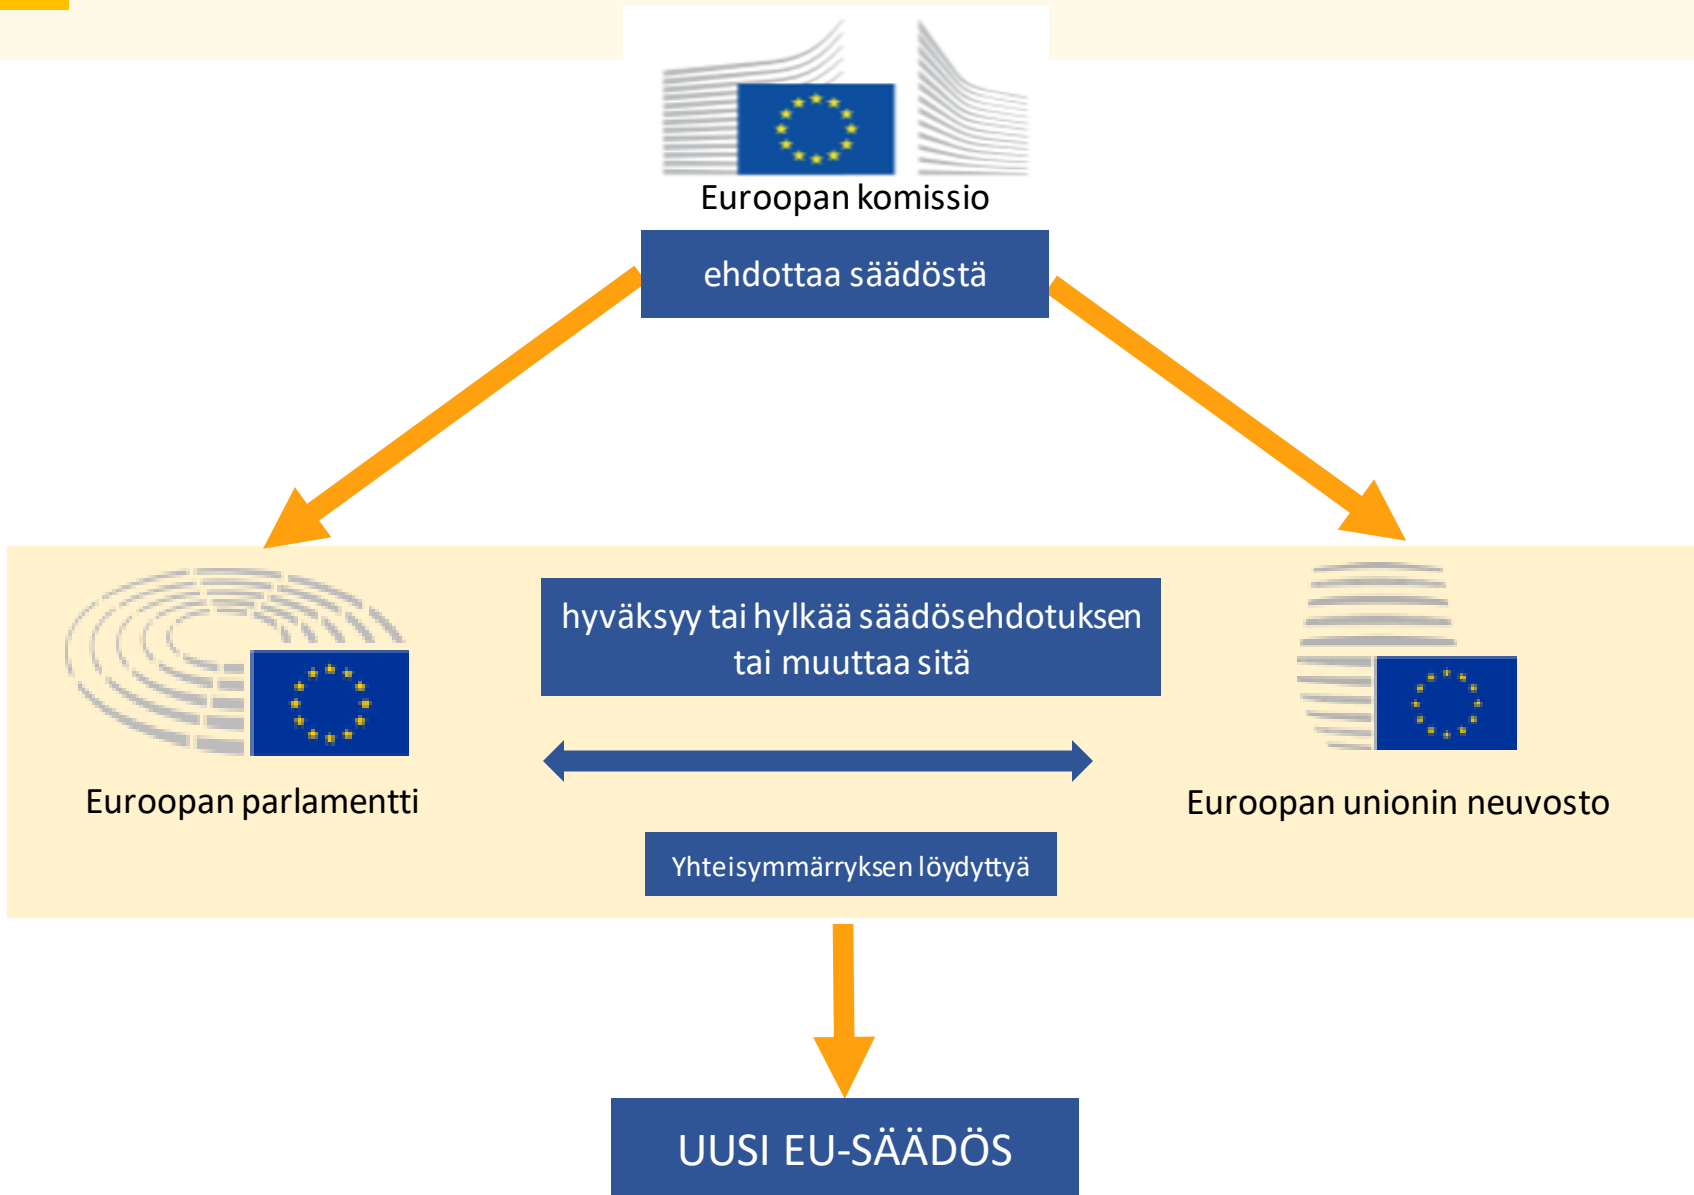 Euroopan komissio
ehdottaa säädöstä
hyväksyy tai hylkää säädösehdotuksen
tai muuttaa sitä
Euroopan parlamentti
Euroopan unionin neuvosto
Yhteisymmärryksen löydyttyä
UUSI EU-SÄÄDÖS